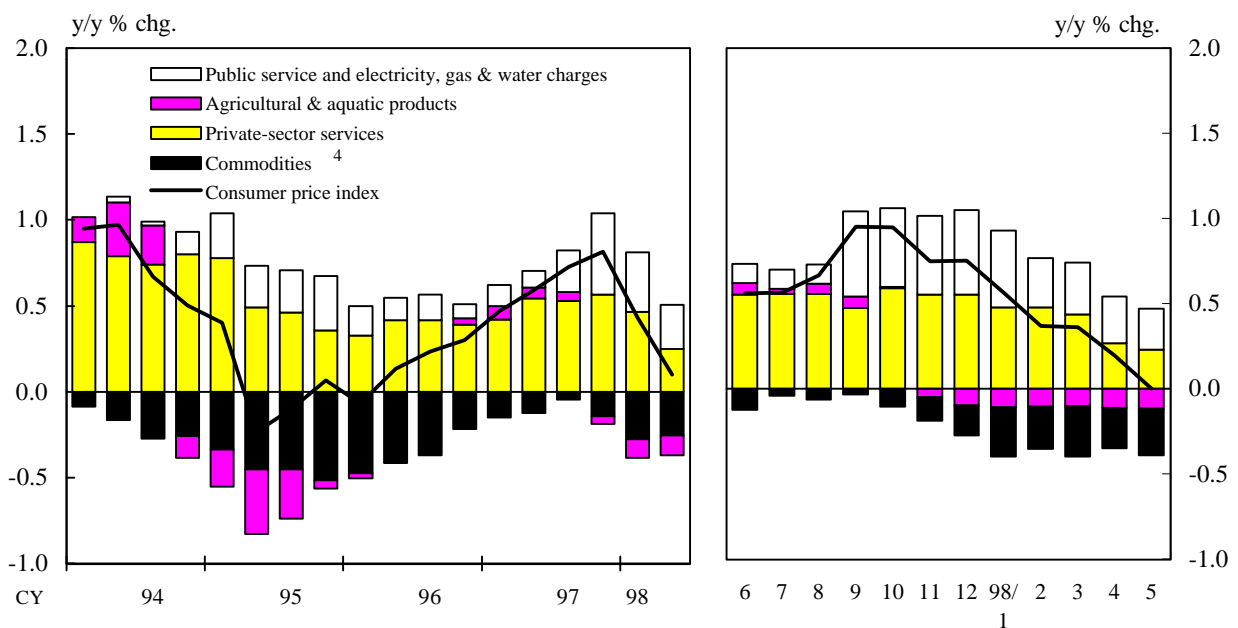 y/y % chg.
y/y % chg.
2.0
1.5
1.0
0.5
0.0
-0.5
-1.0
Public service and electricity, gas & water charges
Agricultural & aquatic products
Private-sector services
Commodities 4
Consumer price index
CY 94 95 96 97 98
2.0
1.5
1.0
0.5
0.0
-0.5
-1.0
6 7 8 9 10 11 12 98/ 2 3 4 5
1